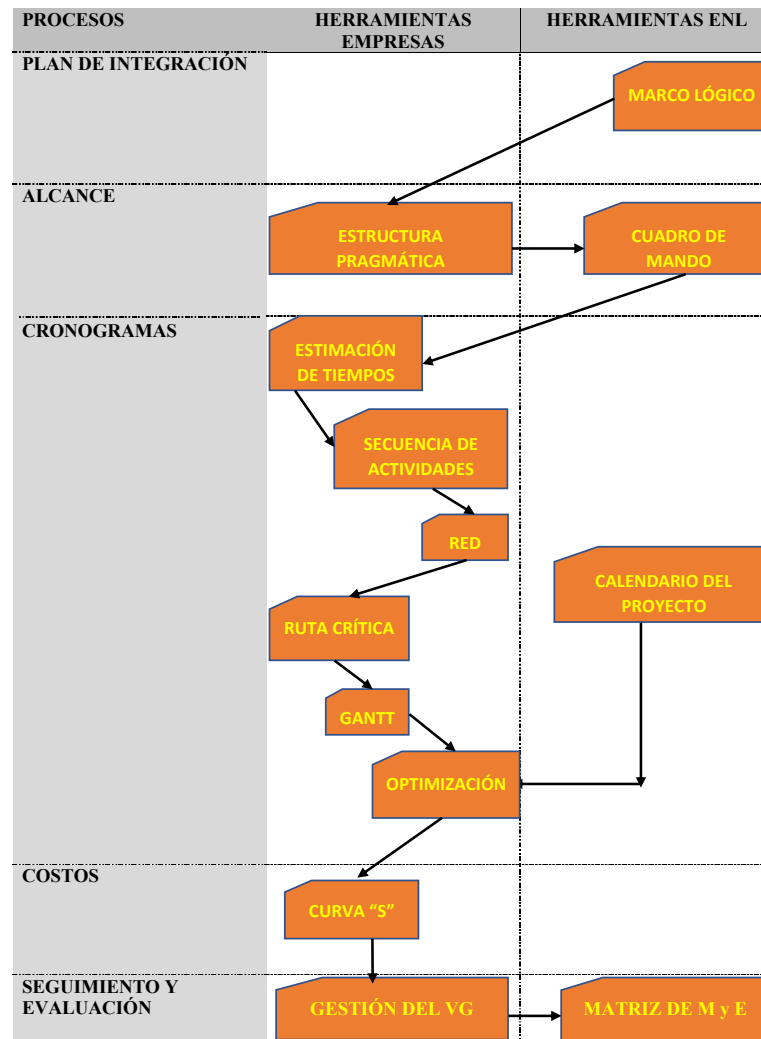 PROCESOS
HERRAMIENTAS
EMPRESAS
HERRAMIENTAS ENL
PLAN DE INTEGRACIÓN
MARCO LÓGICO
ALCANCE
ESTRUCTURA
PRAGMÁTICA
CUADRO DE
MANDO
CRONOGRAMAS
ESTIMACIÓN
DE TIEMPOS
SECUENCIA DE
ACTIVIDADES
RED
CALENDARIO DEL
PROYECTO
RUTA CRÍTICA
GANTT
OPTIMIZACIÓN
COSTOS
CURVA “S”
SEGUIMIENTO Y
EVALUACIÓN
GESTIÓN DEL VG
MATRIZ DE M y E